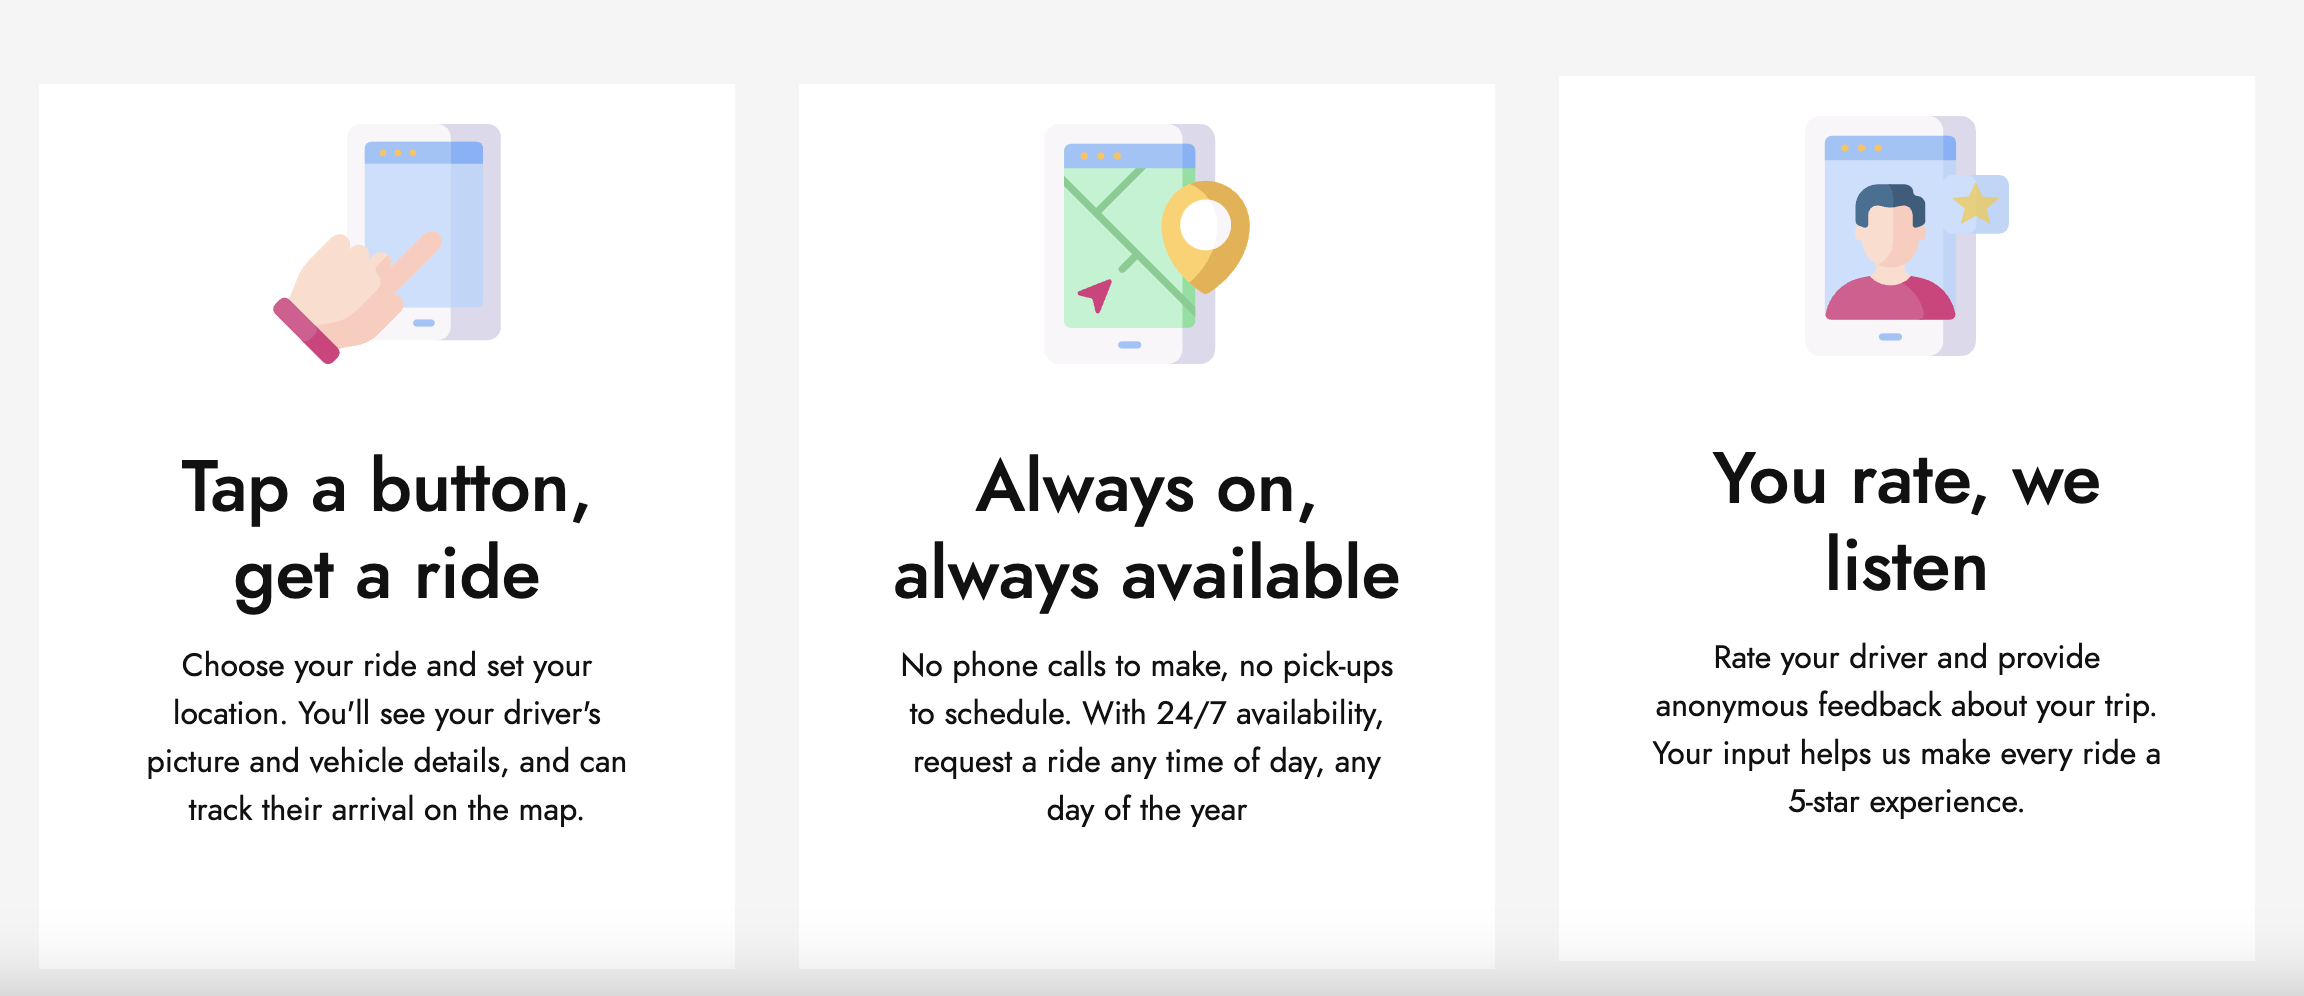 Tap a button,
get a ride
Choose your ride and set your
location. You'll see your driver's
picture and vehicle details, and can
track their arrival on the map.
Always on,
always available
No phone calls to make, no pick-ups
to schedule. With 24/7 availability,
request a ride any time of day, any
day of the year
You rate, we
listen
Rate your driver and provide
anonymous feedback about your trip.
Your input helps us make every ride a
5-star experience.